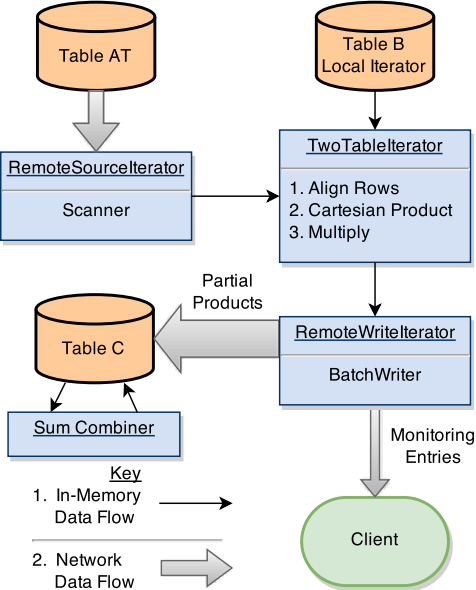 Table AT
Table B
Local Iterator
RemoteSourceIterator
Scanner
TwoTableIterator
1. Align Rows
2. Cartesian Product
3. Multiply
Partial
Products
Table C
RemoteWriteIterator
BatchWriter
Sum Combiner
Monitoring
Entries
Key
1. In-Memory
Data Flow
2. Network
Data Flow
Client